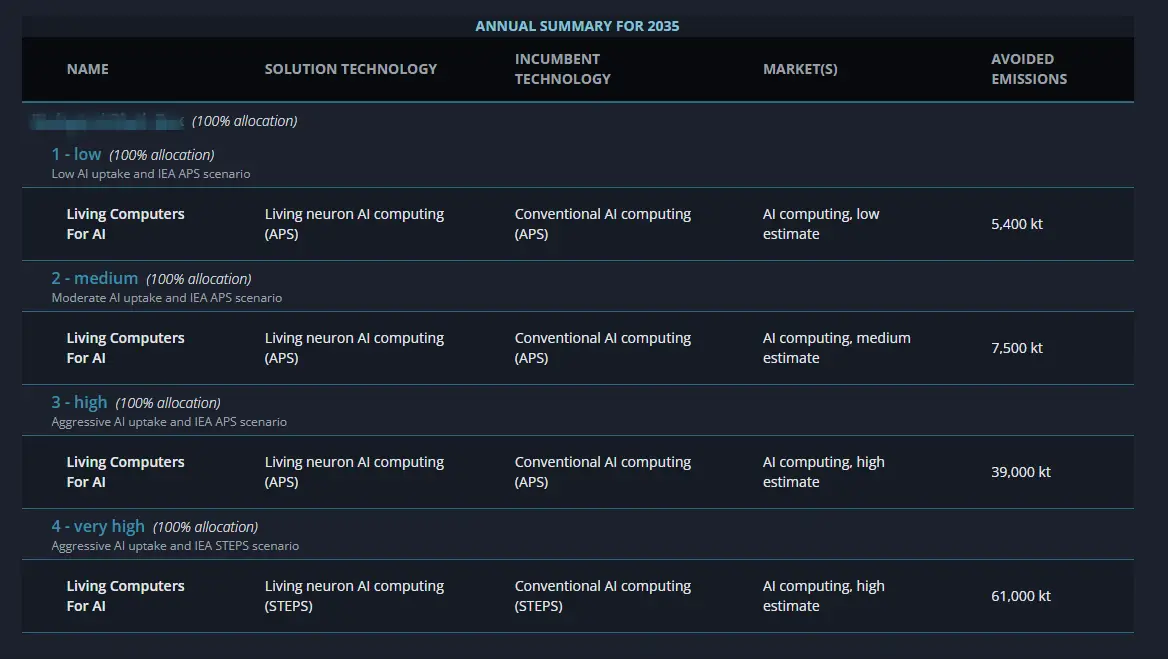 ANNUAL SUMMARY FOR 2035
NAME
SOLUTION TECHNOLOGY
INCUMBENT
TECHNOLOGY
MARKET(S)
AVOIDED
EMISSIONS
(100% allocation)
1 - low (100% allocation)
Low AI uptake and IEA APS scenario
Living Computers
For AI
Living neuron AI computing
(APS)
Conventional AI computing
(APS)
AI computing, low
estimate
5,400 kt
2 - medium (100% allocation)
Moderate AI uptake and IEA APS scenario
Living Computers
For AI
Living neuron AI computing
(APS)
Conventional AI computing
(APS)
AI computing, medium
estimate
7,500 kt
3 - high (100% allocation)
Aggressive AI uptake and IEA APS scenario
Living Computers
For AI
Living neuron AI computing
(APS)
Conventional AI computing
(APS)
AI computing, high
estimate
39,000 kt
4 - very high (100% allocation)
Aggressive AI uptake and IEA STEPS scenario
Living Computers
For AI
Living neuron AI computing
(STEPS)
Conventional AI computing
(STEPS)
AI computing, high
estimate
61,000 kt